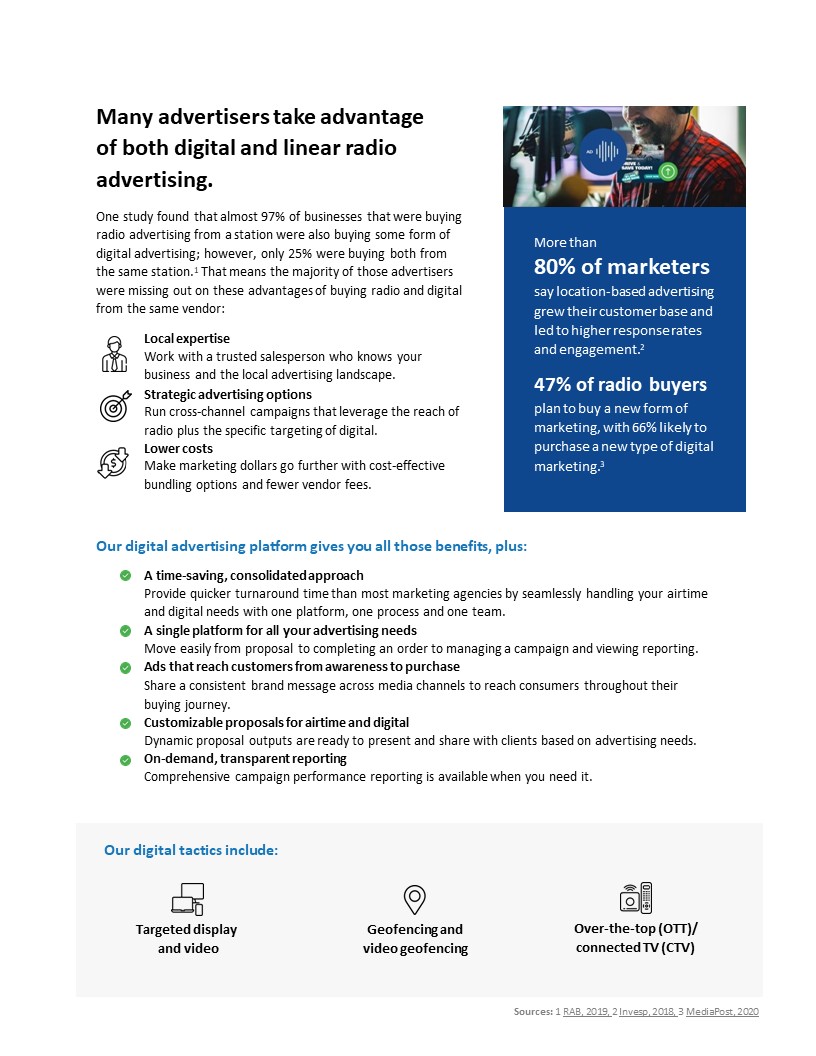 Many advertisers take advantage
of both digital and linear radio
advertising.
One study found that almost 97% of businesses that were buying
radio advertising from a station were also buying some form of
digital advertising; however, only 25% were buying both from
the same station.¹ That means the majority of those advertisers
were missing out on these advantages of buying radio and digital
from the same vendor:
Local expertise
Work with a trusted salesperson who knows your
business and the local advertising landscape.
Strategic advertising options
Run cross-channel campaigns that leverage the reach of
radio plus the specific targeting of digital.
Lower costs
Make marketing dollars go further with cost-effective
bundling options and fewer vendor fees.
AD
SAVE TODAY!
More than
80% of marketers
say location-based advertising
grew their customer base and
led to higher response rates
and engagement.²
47% of radio buyers
plan to buy a new form of
marketing, with 66% likely to
purchase a new type of digital
marketing.³
Our digital advertising platform gives you all those benefits, plus:
A time-saving, consolidated approach
Provide quicker turnaround time than most marketing agencies by seamlessly handling your airtime
and digital needs with one platform, one process and one team.
A single platform for all your advertising needs
Move easily from proposal to completing an order to managing a campaign and viewing reporting.
Ads that reach customers from awareness to purchase
Share a consistent brand message across media channels to reach consumers throughout their
buying journey.
Customizable proposals for airtime and digital
Dynamic proposal outputs are ready to present and share with clients based on advertising needs.
On-demand, transparent reporting
Comprehensive campaign performance reporting is available when you need it.
Our digital tactics include:
Targeted display
and video
Geofencing and
video geofencing
Over-the-top (OTT)/
connected TV (CTV)
Sources: 1 RAB, 2019, 2 Invesp, 2018, 3 MediaPost, 2020